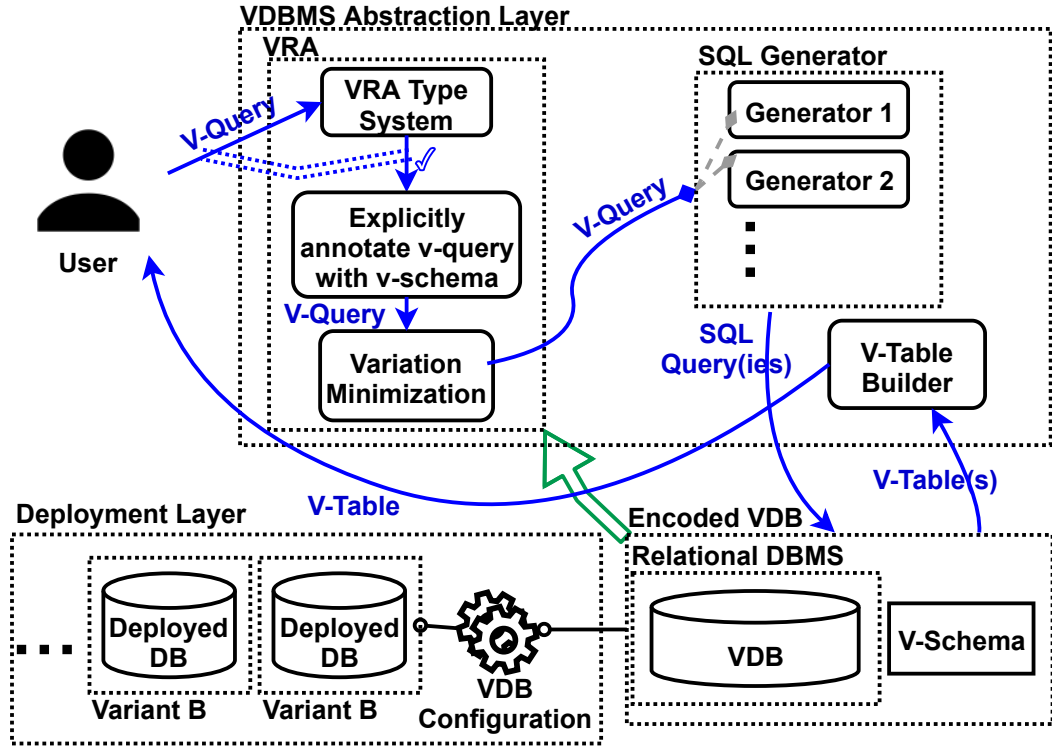 VDBMS Abstraction Layer
VRA
VRA Type
System
V-Query
Explicitly
annotate v-query
with v-schema
V-Query
Variation
Minimization
V-Query
SQL Generator
Generator 1
Generator 2
SQL
Query(ies)
V-Table
Builder
V-Table(s)
V-Table
User
Deployment Layer
Deployed
DB
Variant B
Deployed
DB
Variant B
VDB
Configuration
Encoded VDB
Relational DBMS
VDB
V-Schema